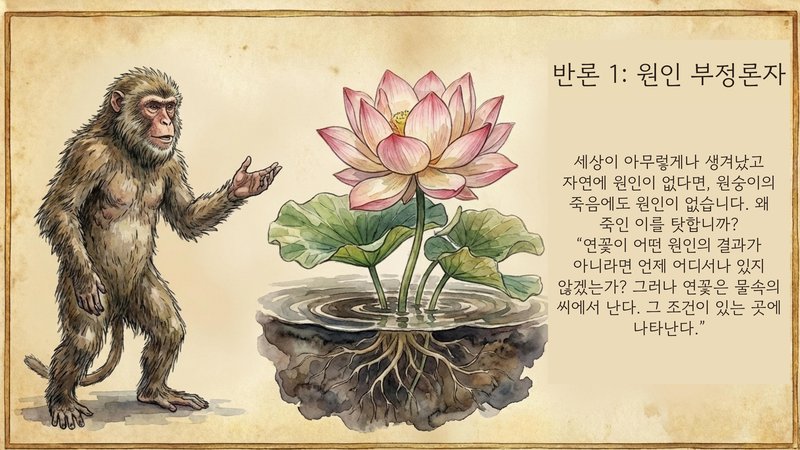 반론 1: 원인 부정론자
세상이 아무렇게나 생겨났고
자연에 원인이 없다면, 원숭이의
죽음에도 원인이 없습니다. 왜
죽인 이를 탓합니까?
“연꽃이 어떤 원인의 결과가
아니라면 언제 어디서나 있지
않겠는가? 그러나 연꽃은 물속의
씨에서 난다. 그 조건이 있는 곳에
나타난다.”